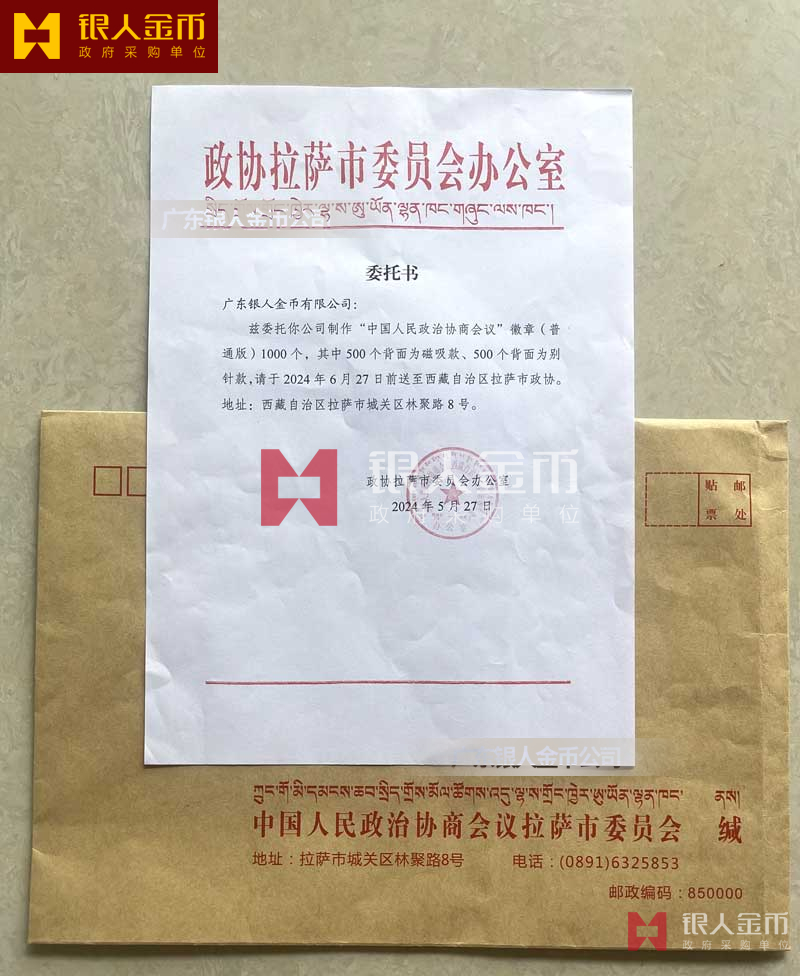 银人金币
政府采购单位
政协拉萨市委员会办公室
广东银人金币公司
委托书
广东银人金币有限公司：
兹委托你公司制作“中国人民政治协商会议”徽章（普
通版）1000个，其中500个背面为磁吸款、500个背面为别
针款,请于2024年6月27日前送至西藏自治区拉萨市政协。
地址：西藏自治区拉萨市城关区林聚路8号。
银人金币
政府采购单位
政协拉萨市委员会办公室
2024年5月27日
办公室
贴 邮
票 处
银人金币公司
ཀྲུང་གོ་མི་དམངས་ཆབ་སྲིད་གྲོས་མོལ་ཚོགས་འདུ་ལྷ་ས་གྲོང་ཁྱེར་ཨུ་ཡོན་ལྷན་ཁང་ ནས།
中国人民政治协商会议拉萨市委员会 缄
地址：拉萨市城关区林聚路8号 电话：(0891)6325853
邮政编码：850000
银人金币
政府采购单位